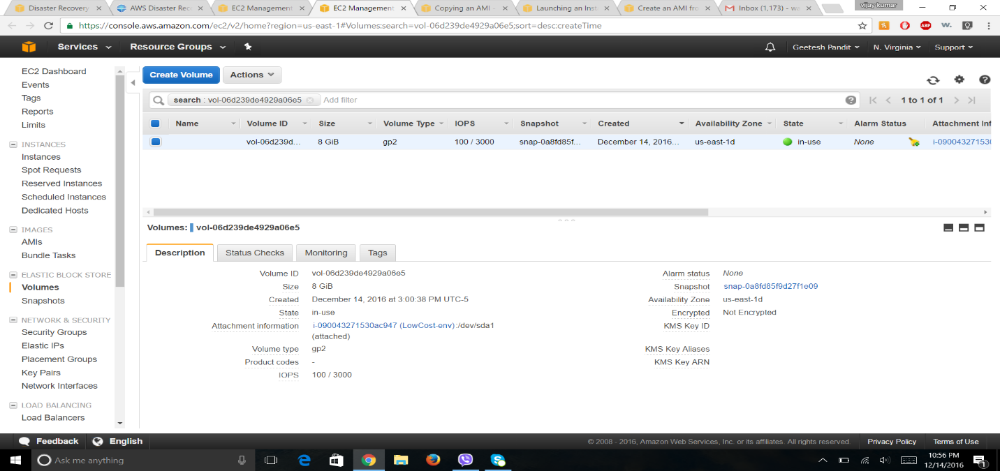 Disaster Recovery
AWS Disaster Rec
EC2 Management
EC2 Management
Copying an AMI -
Launching an Inst
Create an AMI fro
Inbox (1,173) - wa
vijay kumar
https://console.aws.amazon.com/ec2/v2/home?region=us-east-1#Volumes:search=vol-06d239de4929a06e5;sort=desc:createTime
ABP
w.
Services
Resource Groups
Geetesh Pandit
N. Virginia
Support
EC2 Dashboard
Events
Tags
Reports
Limits
INSTANCES
Instances
Spot Requests
Reserved Instances
Scheduled Instances
Dedicated Hosts
IMAGES
AMIs
Bundle Tasks
ELASTIC BLOCK STORE
Volumes
Snapshots
NETWORK & SECURITY
Security Groups
Elastic IPs
Placement Groups
Key Pairs
Network Interfaces
LOAD BALANCING
Load Balancers
Create Volume
Actions
search : vol-06d239de4929a06e5
Add filter
1 to 1 of 1
Name Volume ID Size Volume Type IOPS Snapshot Created Availability Zone State Alarm Status Attachment Inf
vol-06d239d... 8 GiB gp2 100 / 3000 snap-0a8fd85f... December 14, 2016... us-east-1d in-use None i-090043271530
Volumes: vol-06d239de4929a06e5
Description
Status Checks
Monitoring
Tags
Volume ID vol-06d239de4929a06e5
Size 8 GiB
Created December 14, 2016 at 3:00:38 PM UTC-5
State in-use
Attachment information i-090043271530ac947 (LowCost-env):/dev/sda1
(attached)
Volume type gp2
Product codes -
IOPS 100 / 3000
Alarm status None
Snapshot snap-0a8fd85f9d27f1e09
Availability Zone us-east-1d
Encrypted Not Encrypted
KMS Key ID
KMS Key Aliases
KMS Key ARN
Feedback
English
© 2008 - 2016, Amazon Web Services, Inc. or its affiliates. All rights reserved.
Privacy Policy
Terms of Use
Ask me anything
10:56 PM
12/14/2016
1